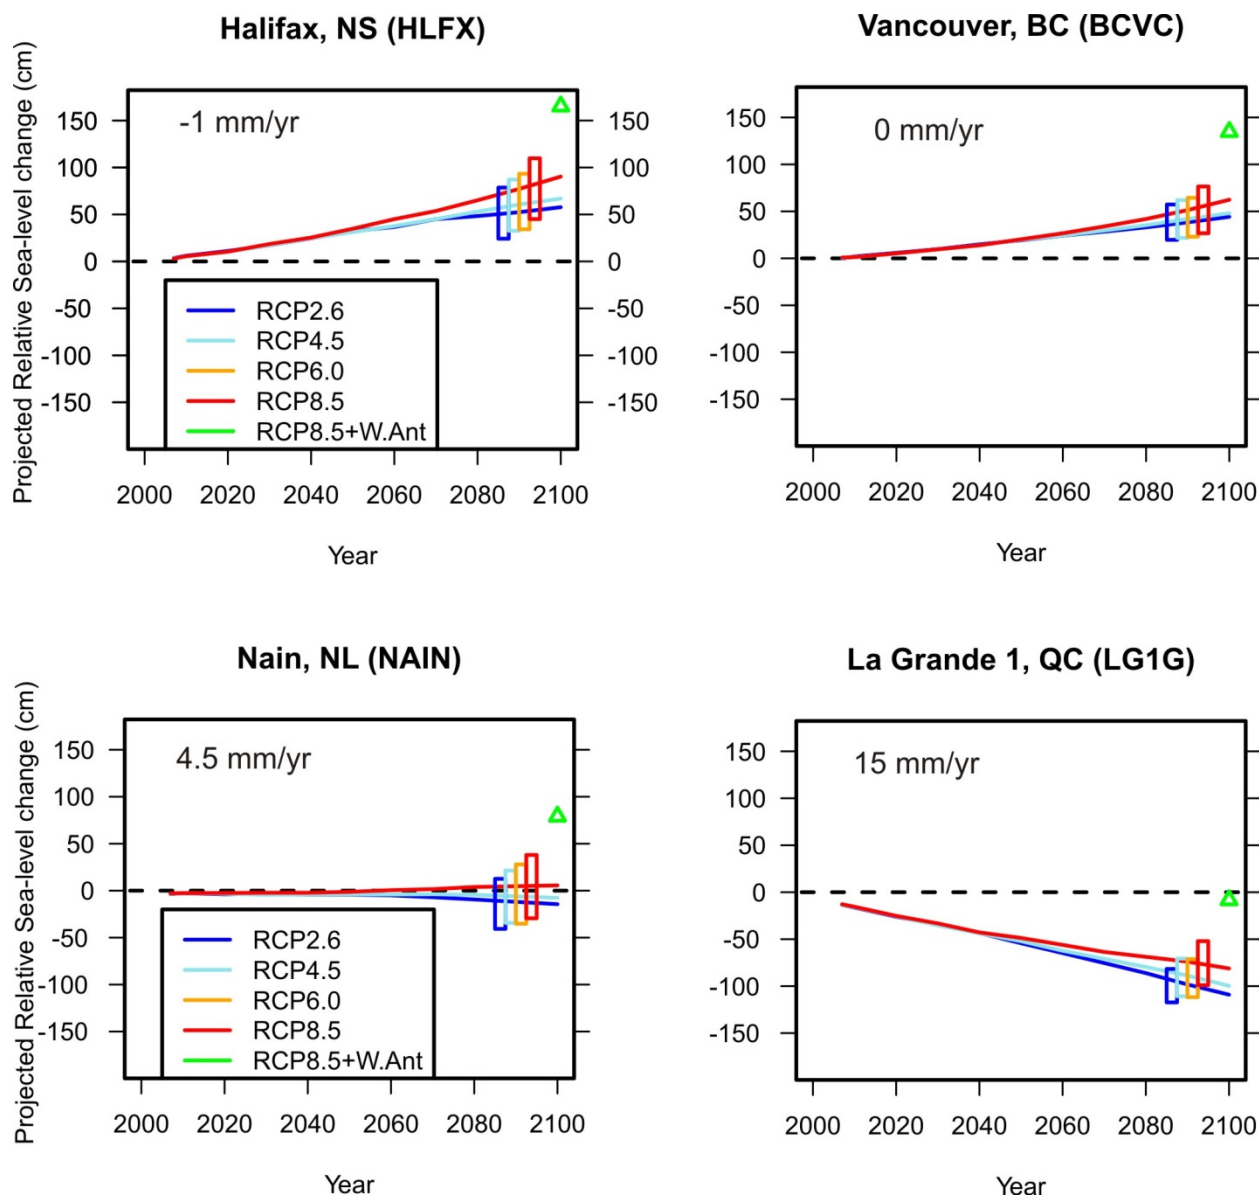 Halifax, NS (HLFX)
Projected Relative Sea-level change (cm)
-1 mm/yr
150
100
50
0
-50
-100
-150
150
100
50
0
-50
-100
-150
RCP2.6
RCP4.5
RCP6.0
RCP8.5
RCP8.5+W.Ant
2000 2020 2040 2060 2080 2100
Year
Vancouver, BC (BCVC)
0 mm/yr
150
100
50
0
-50
-100
-150
2000 2020 2040 2060 2080 2100
Year
Nain, NL (NAIN)
Projected Relative Sea-level change (cm)
4.5 mm/yr
150
100
50
0
-50
-100
-150
RCP2.6
RCP4.5
RCP6.0
RCP8.5
RCP8.5+W.Ant
2000 2020 2040 2060 2080 2100
Year
La Grande 1, QC (LG1G)
15 mm/yr
150
100
50
0
-50
-100
-150
2000 2020 2040 2060 2080 2100
Year